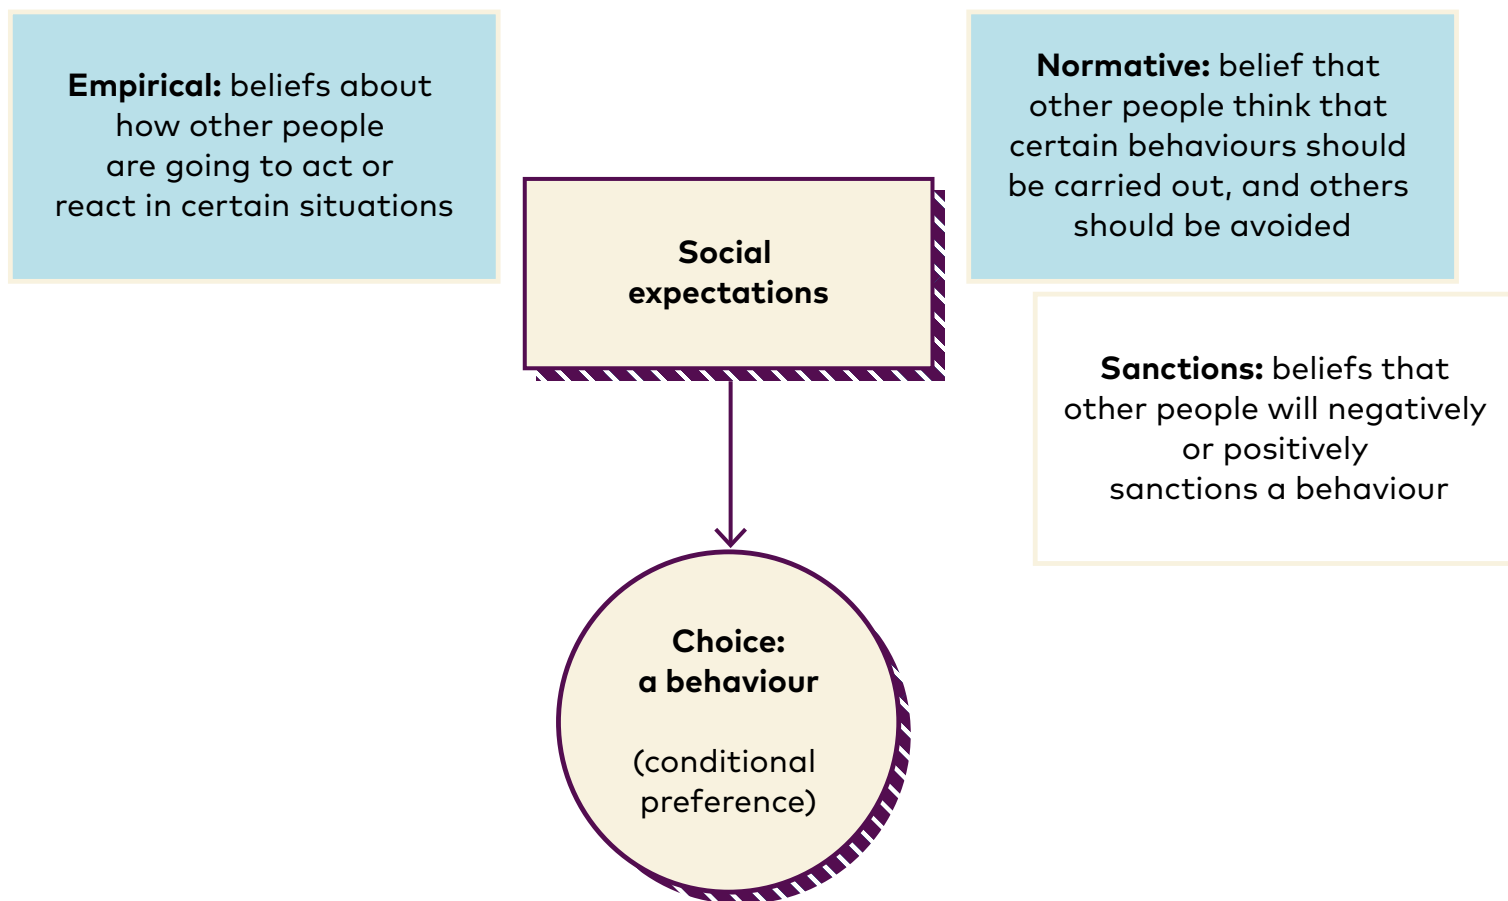 Empirical: beliefs about
how other people
are going to act or
react in certain situations
Social
expectations
Normative: belief that
other people think that
certain behaviours should
be carried out, and others
should be avoided
Sanctions: beliefs that
other people will negatively
or positively
sanctions a behaviour
Choice:
a behaviour
(conditional
preference)